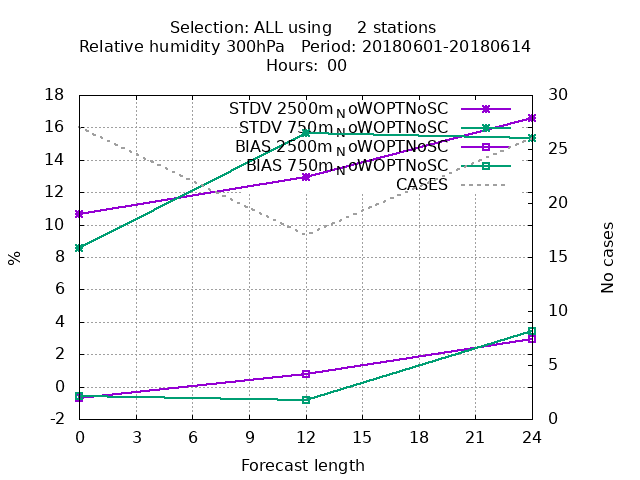 Selection: ALL using 2 stations
Relative humidity 300hPa Period: 20180601-20180614
Hours: 00
18 30
STDV 2500m_NoWOPTNoSC
STDV 750m_NoWOPTNoSC
BIAS 2500m_NoWOPTNoSC
BIAS 750m_NoWOPTNoSC
CASES
16
14
12
10
8
6
4
2
0
-2
25
20
15
10
5
0
%
No cases
0 3 6 9 12 15 18 21 24
Forecast length